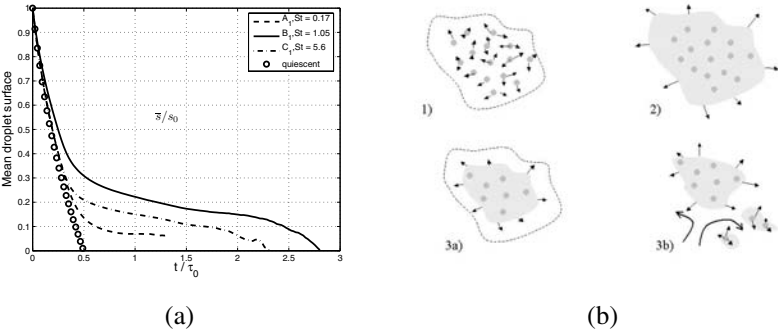 1
0.9
0.8
0.7
0.6
0.5
0.4
0.3
0.2
0.1
0
Mean droplet surface
0 0.5 1 1.5 2 2.5 3
t / τ0
s̅/s0
A1, St = 0.17
B1, St = 1.05
C1, St = 5.6
quiescent
(a)
1)
2)
3a)
3b)
(b)